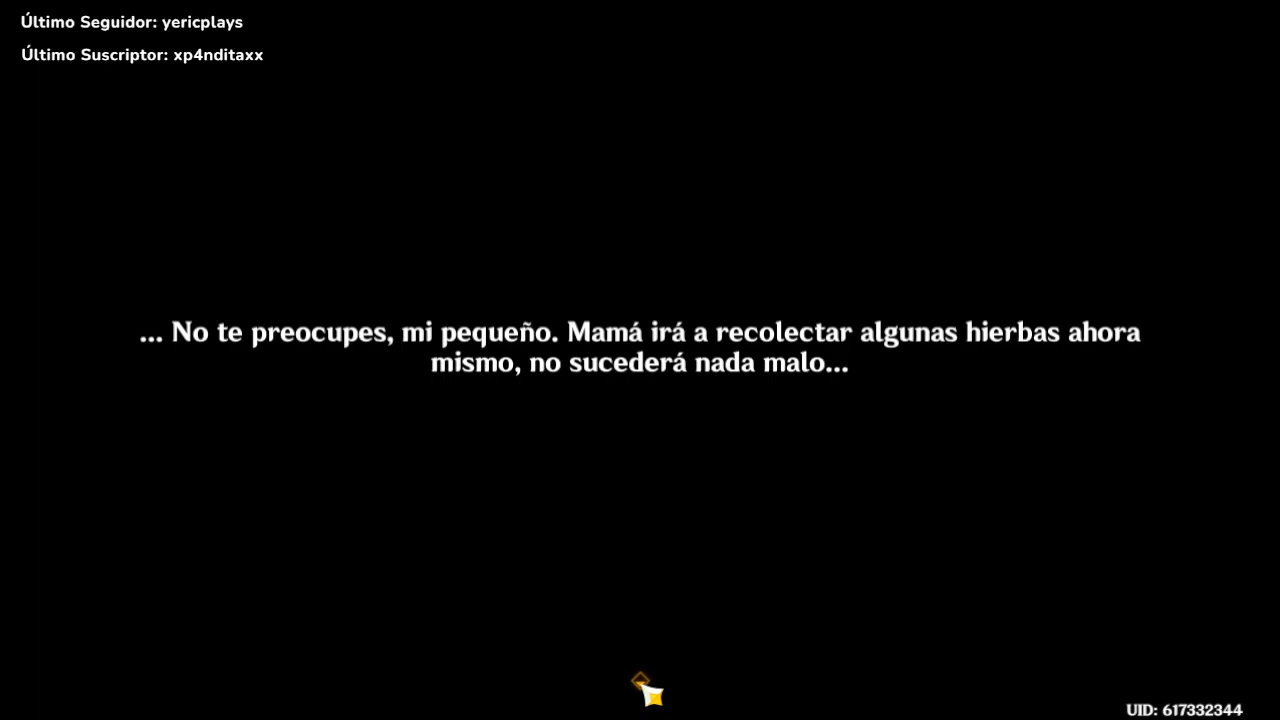 Último Seguidor: yericplays
Último Suscriptor: xp4nditaxx
... No te preocupes, mi pequeño. Mamá irá a recolectar algunas hierbas ahora
mismo, no sucederá nada malo...
UID: 617332344